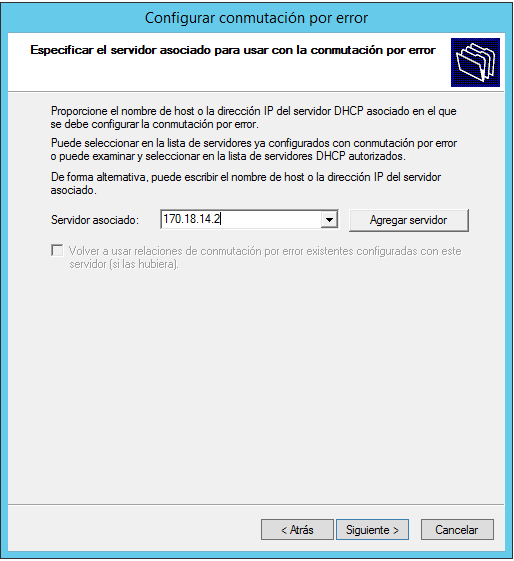 Configurar conmutación por error
Especificar el servidor asociado para usar con la conmutación por error
Proporcione el nombre de host o la dirección IP del servidor DHCP asociado en el que
se debe configurar la conmutación por error.
Puede seleccionar en la lista de servidores ya configurados con conmutación por error
o puede examinar y seleccionar en la lista de servidores DHCP autorizados.
De forma alternativa, puede escribir el nombre de host o la dirección IP del servidor
asociado.
Servidor asociado: 170.18.14.2 Agregar servidor
Volver a usar relaciones de conmutación por error existentes configuradas con este
servidor (si las hubiera).
< Atrás Siguiente > Cancelar